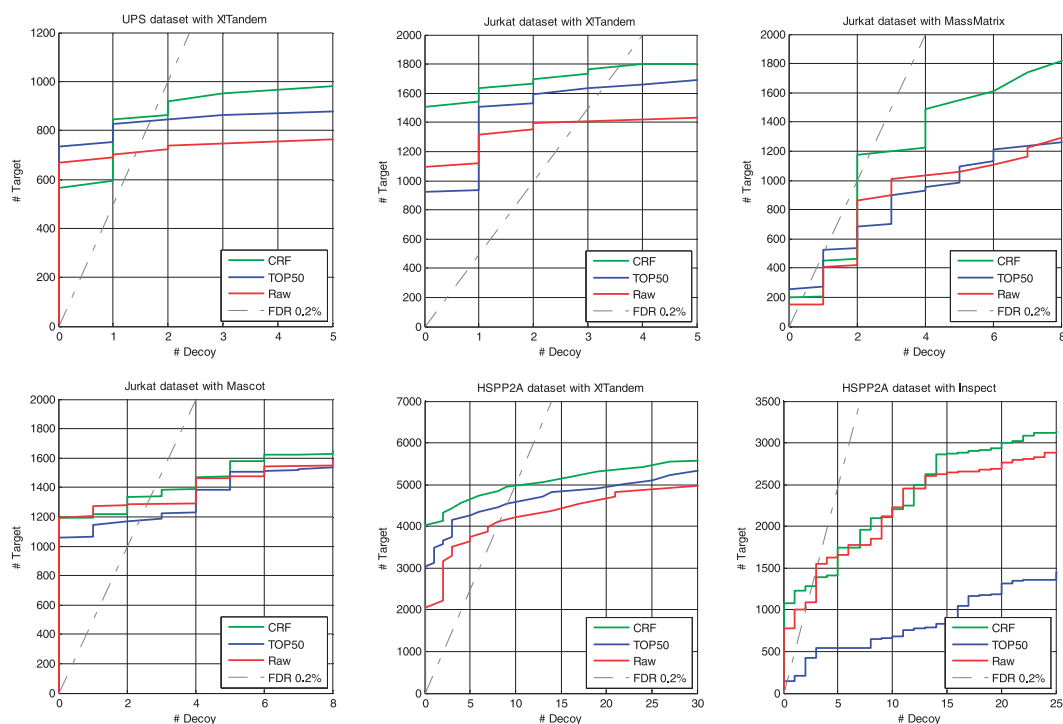 UPS dataset with X!Tandem
1200
1000
800
600
400
200
0
# Target
0 1 2 3 4 5
# Decoy
CRF
TOP50
Raw
FDR 0.2%
Jurkat dataset with X!Tandem
2000
1800
1600
1400
1200
1000
800
600
400
200
0
# Target
0 1 2 3 4 5
# Decoy
CRF
TOP50
Raw
FDR 0.2%
Jurkat dataset with MassMatrix
2000
1800
1600
1400
1200
1000
800
600
400
200
0
# Target
0 2 4 6 8
# Decoy
CRF
TOP50
Raw
FDR 0.2%
Jurkat dataset with Mascot
2000
1800
1600
1400
1200
1000
800
600
400
200
0
# Target
0 2 4 6 8
# Decoy
CRF
TOP50
Raw
FDR 0.2%
HSPP2A dataset with X!Tandem
7000
6000
5000
4000
3000
2000
1000
0
# Target
0 5 10 15 20 25 30
# Decoy
CRF
TOP50
Raw
FDR 0.2%
HSPP2A dataset with Inspect
3500
3000
2500
2000
1500
1000
500
0
# Target
0 5 10 15 20 25
# Decoy
CRF
TOP50
Raw
FDR 0.2%